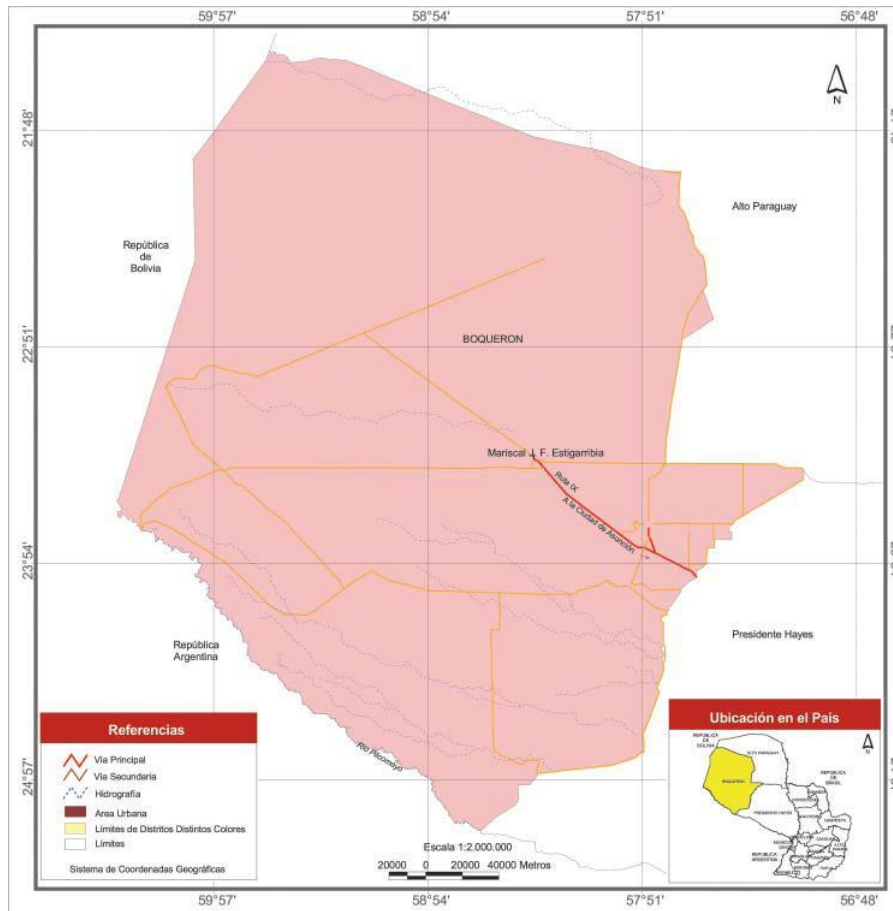 59°57'
58°54'
57°51'
56°48'
21°48'
N
Alto Paraguay
República
de
Bolivia
22°51'
BOQUERON
Mariscal J. F. Estigarribia
Ruta IX
A la Ciudad de Asunción
23°54'
República
Argentina
Presidente Hayes
Referencias
Vía Principal
Vía Secundaria
Hidrografía
Area Urbana
Límites de Distritos Distintos Colores
Límites
Sistema de Coordenadas Geográficas
Río Pilcomayo
24°57'
Escala 1:2.000.000
20000 0 20000 40000 Metros
Ubicación en el Pais
REPUBLICA
DE
BOLIVIA
N
ALTO PARAGUAY
BOQUERON
REPUBLICA
DE
BRASIL
PRESIDENTE HAYES
REPUBLICA
ARGENTINA
59°57'
58°54'
57°51'
56°48'